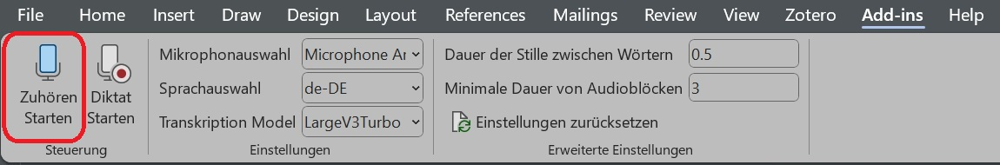 File Home Insert Draw Design Layout References Mailings Review View Zotero Add-ins Help
Zuhören Starten
Diktat Starten
Steuerung
Mikrophonauswahl Microphone Ar
Sprachauswahl de-DE
Transkription Model LargeV3Turbo
Einstellungen
Dauer der Stille zwischen Wörtern 0.5
Minimale Dauer von Audioblöcken 3
Einstellungen zurücksetzen
Erweiterte Einstellungen